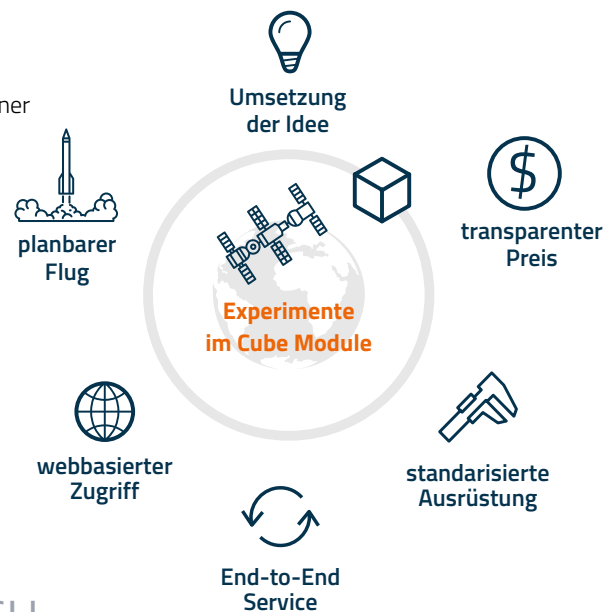 ner
Umsetzung
der Idee
$
planbarer
Flug
transparenter
Preis
Experimente
im Cube Module
webbasierter
Zugriff
standarisierte
Ausrüstung
End-to-End
Service